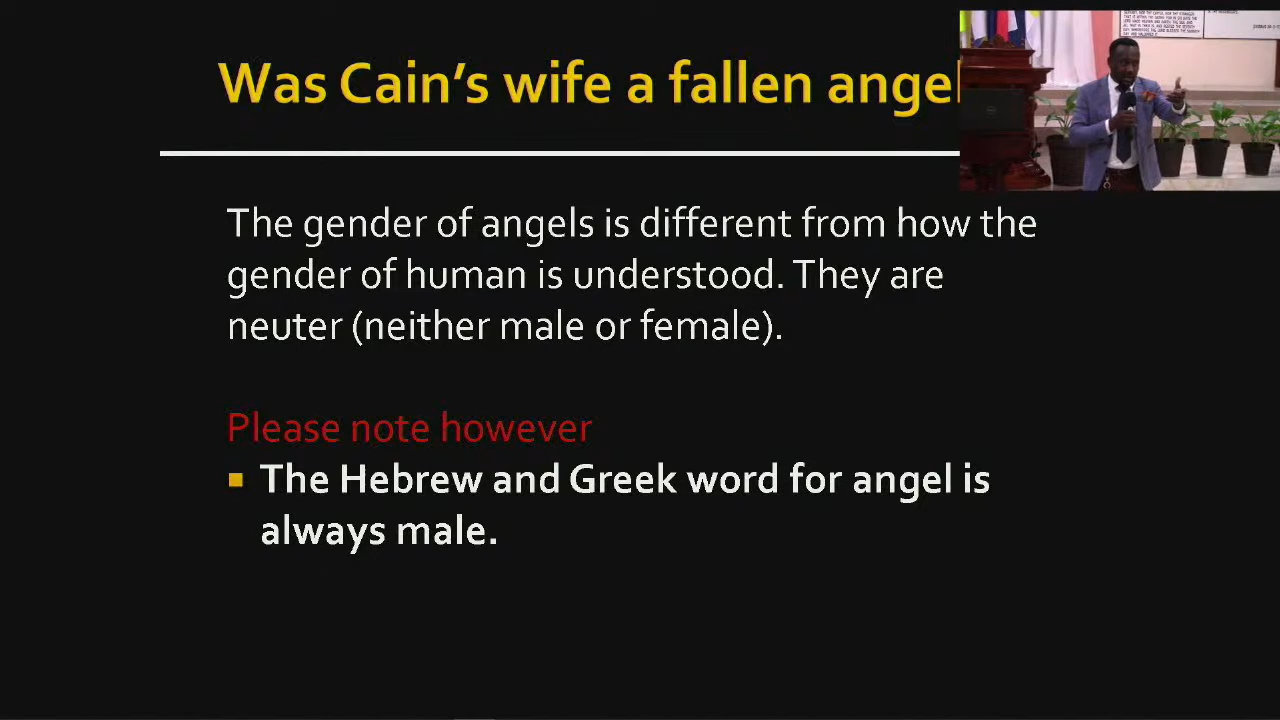 Was Cain's wife a fallen angel
The gender of angels is different from how the
gender of human is understood. They are
neuter (neither male or female).
Please note however
The Hebrew and Greek word for angel is
always male.